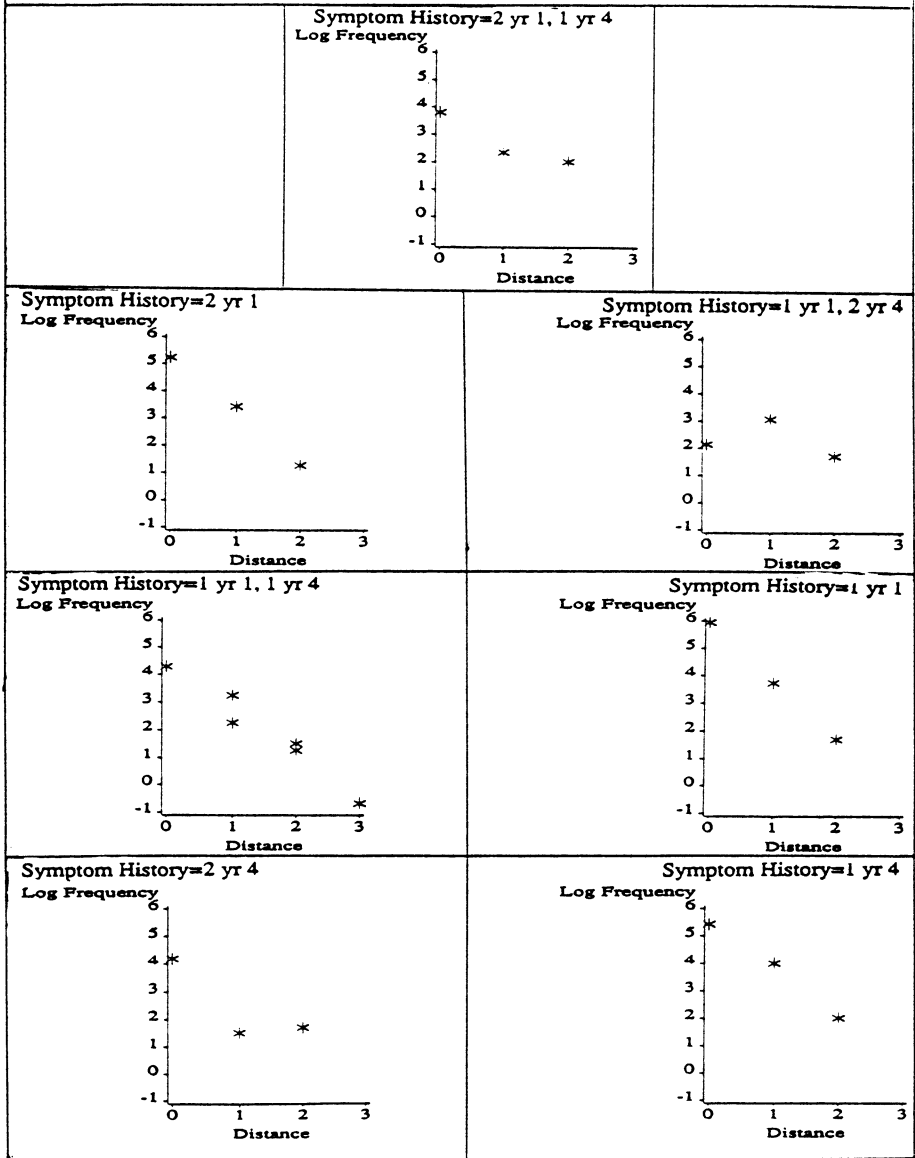 Symptom History=2 yr 1, 1 yr 4
Log Frequency
6
5
4
3
2
1
0
-1
0 1 2 3
Distance
Symptom History=2 yr 1
Log Frequency
6
5
4
3
2
1
0
-1
0 1 2 3
Distance
Symptom History=1 yr 1, 2 yr 4
Log Frequency
6
5
4
3
2
1
0
-1
0 1 2 3
Distance
Symptom History=1 yr 1, 1 yr 4
Log Frequency
6
5
4
3
2
1
0
-1
0 1 2 3
Distance
Symptom History=1 yr 1
Log Frequency
6
5
4
3
2
1
0
-1
0 1 2 3
Distance
Symptom History=2 yr 4
Log Frequency
6
5
4
3
2
1
0
-1
0 1 2 3
Distance
Symptom History=1 yr 4
Log Frequency
6
5
4
3
2
1
0
-1
0 1 2 3
Distance